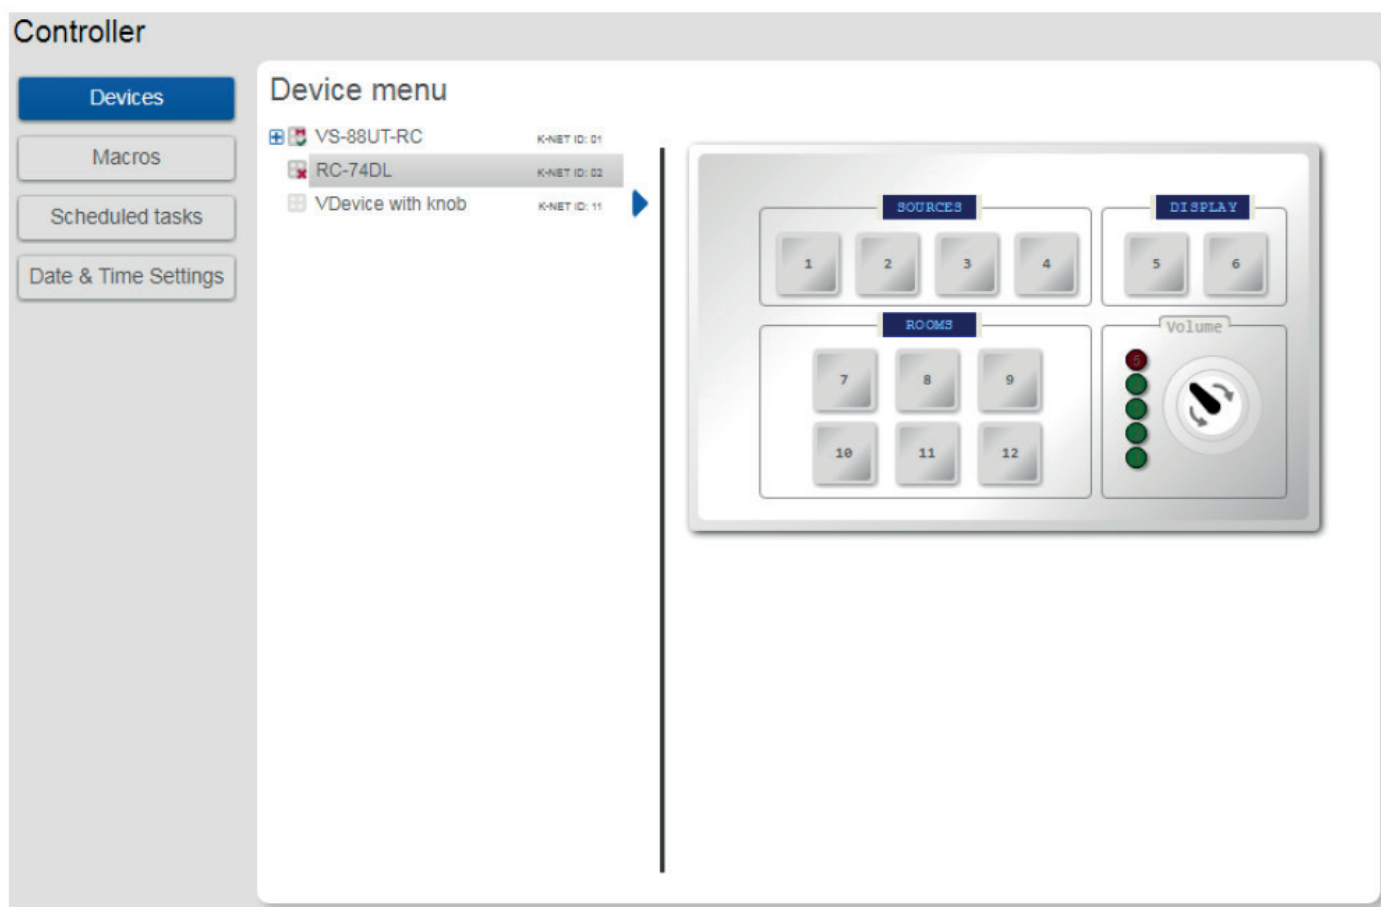 Controller
Devices
Macros
Scheduled tasks
Date & Time Settings
Device menu
VS-88UT-RC K-NET ID: 01
RC-74DL K-NET ID: 02
VDevice with knob K-NET ID: 11
SOURCES
1 2 3 4
DISPLAY
5 6
ROOMS
7 8 9
10 11 12
Volume
5